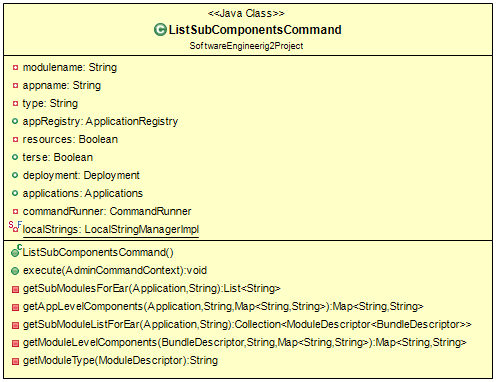 <<Java Class>>
C ListSubComponentsCommand
SoftwareEngineerig2Project
modulename: String
appname: String
type: String
appRegistry: ApplicationRegistry
resources: Boolean
terse: Boolean
deployment: Deployment
applications: Applications
commandRunner: CommandRunner
S F localStrings: LocalStringManagerImpl
C ListSubComponentsCommand()
execute(AdminCommandContext):void
getSubModulesForEar(Application,String):List<String>
getAppLevelComponents(Application,String,Map<String,String>):Map<String,String>
getSubModuleListForEar(Application,String):Collection<ModuleDescriptor<BundleDescriptor>>
getModuleLevelComponents(BundleDescriptor,String,Map<String,String>):Map<String,String>
getModuleType(ModuleDescriptor):String